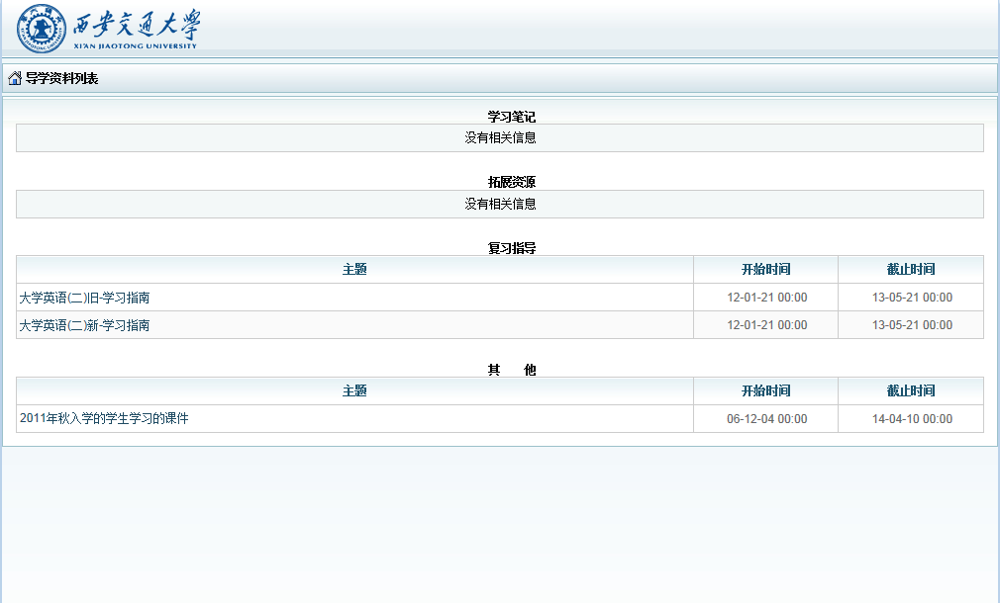 西安交通大学
XI'AN JIAOTONG UNIVERSITY
导学资料列表
学习笔记
没有相关信息
拓展资源
没有相关信息
复习指导
主题 开始时间 截止时间
大学英语(二)旧-学习指南 12-01-21 00:00 13-05-21 00:00
大学英语(二)新-学习指南 12-01-21 00:00 13-05-21 00:00
其 他
主题 开始时间 截止时间
2011年秋入学的学生学习的课件 06-12-04 00:00 14-04-10 00:00